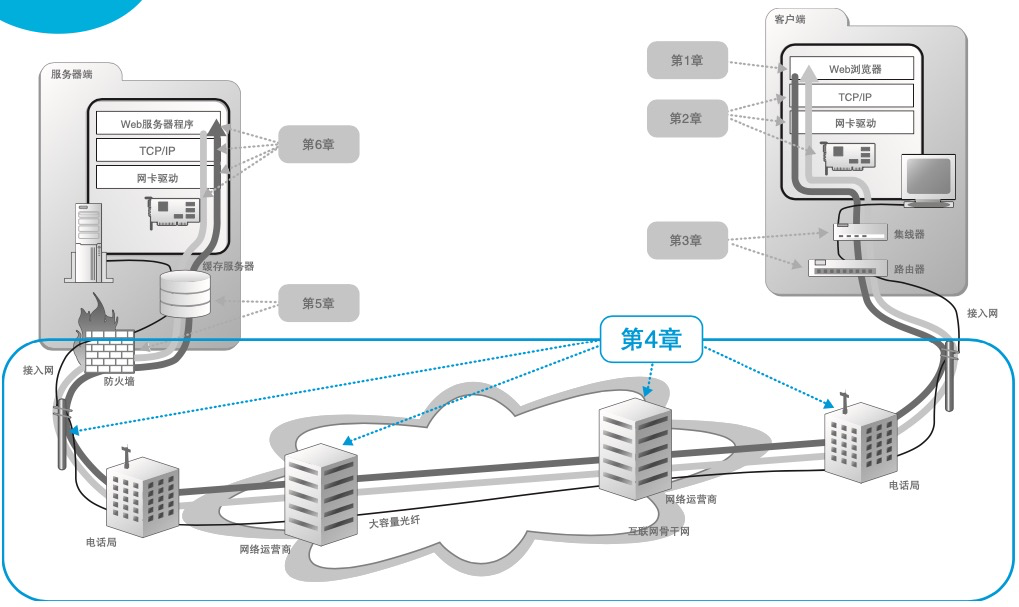 客户端
第1章
Web浏览器
TCP/IP
第2章
网卡驱动
服务器端
Web服务器程序
第6章
TCP/IP
网卡驱动
第3章
集线器
缓存服务器
路由器
第5章
接入网
第4章
接入网
防火墙
电话局
网络运营商
大容量光纤
互联网骨干网
电话局
网络运营商